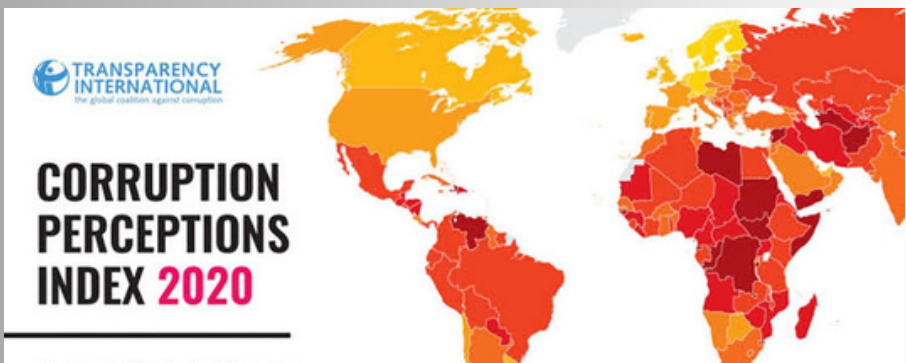 TRANSPARENCY
INTERNATIONAL
the global coalition against corruption
CORRUPTION
PERCEPTIONS
INDEX 2020